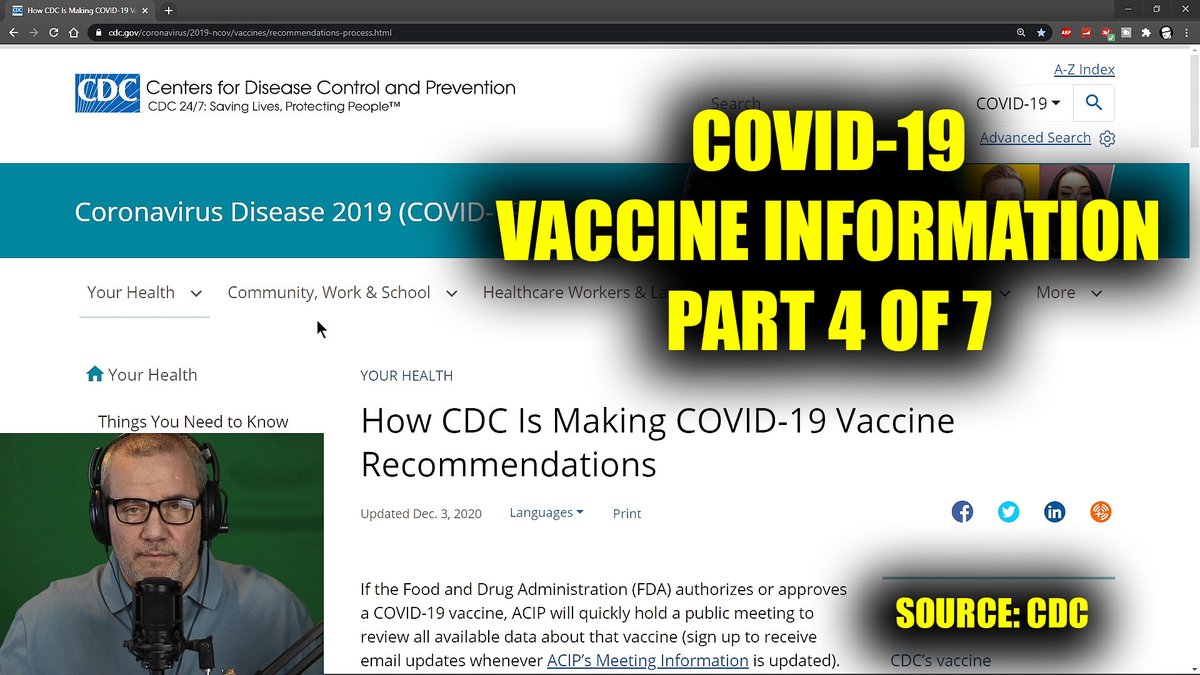 How CDC Is Making COVID-19 V
cdc.gov/coronavirus/2019-ncov/vaccines/recommendations-process.html
ABP
A-Z Index
CDC
Centers for Disease Control and Prevention
CDC 24/7: Saving Lives, Protecting People™
Search
COVID-19
Advanced Search
COVID-19
VACCINE INFORMATION
PART 4 OF 7
Coronavirus Disease 2019 (COVID-
Your Health
Community, Work & School
Healthcare Workers &
More
Your Health
Things You Need to Know
YOUR HEALTH
How CDC Is Making COVID-19 Vaccine
Recommendations
Updated Dec. 3, 2020
Languages
Print
If the Food and Drug Administration (FDA) authorizes or approves
a COVID-19 vaccine, ACIP will quickly hold a public meeting to
review all available data about that vaccine (sign up to receive
email updates whenever ACIP's Meeting Information is updated).
SOURCE: CDC
CDC's vaccine